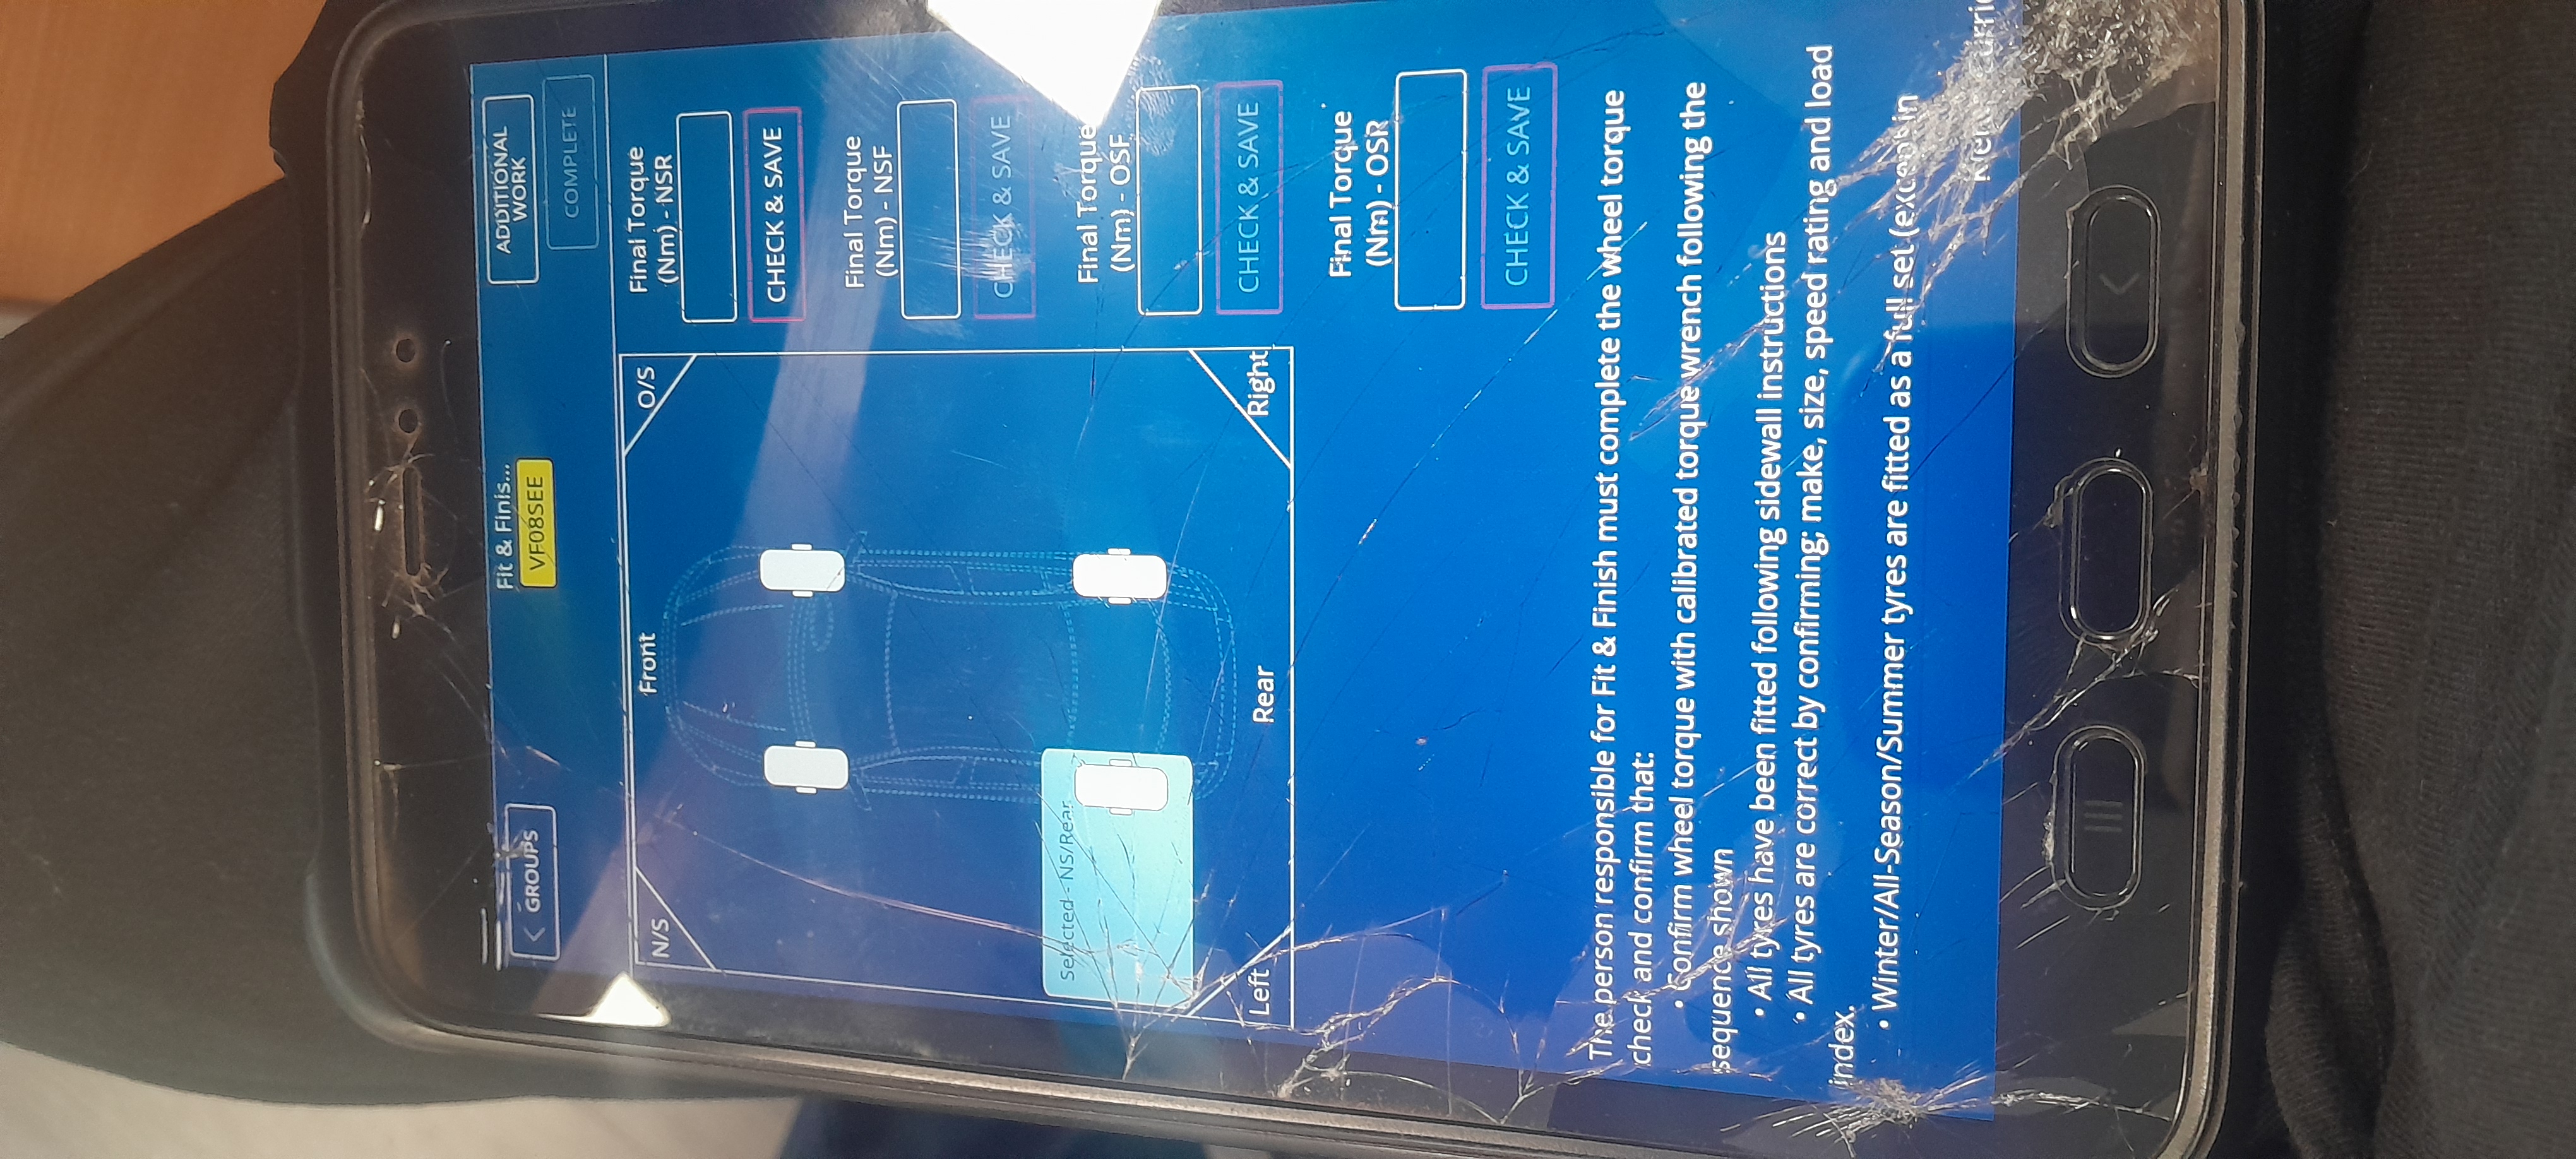 GROUPS
Fit & Finis...
VF08SEE
ADDITIONAL
WORK
COMPLETE
N/S
Front
O/S
Selected - NS/Rear
Left
Rear
Right
Final Torque
(Nm) - NSR
CHECK & SAVE
Final Torque
(Nm) - NSF
CHECK & SAVE
Final Torque
(Nm) - OSF
CHECK & SAVE
Final Torque
(Nm) - OSR
CHECK & SAVE
The person responsible for Fit & Finish must complete the wheel torque
check and confirm that:
• Confirm wheel torque with calibrated torque wrench following the
sequence shown
• All tyres have been fitted following sidewall instructions
• All tyres are correct by confirming; make, size, speed rating and load
index.
• Winter/All-Season/Summer tyres are fitted as a full set (except in